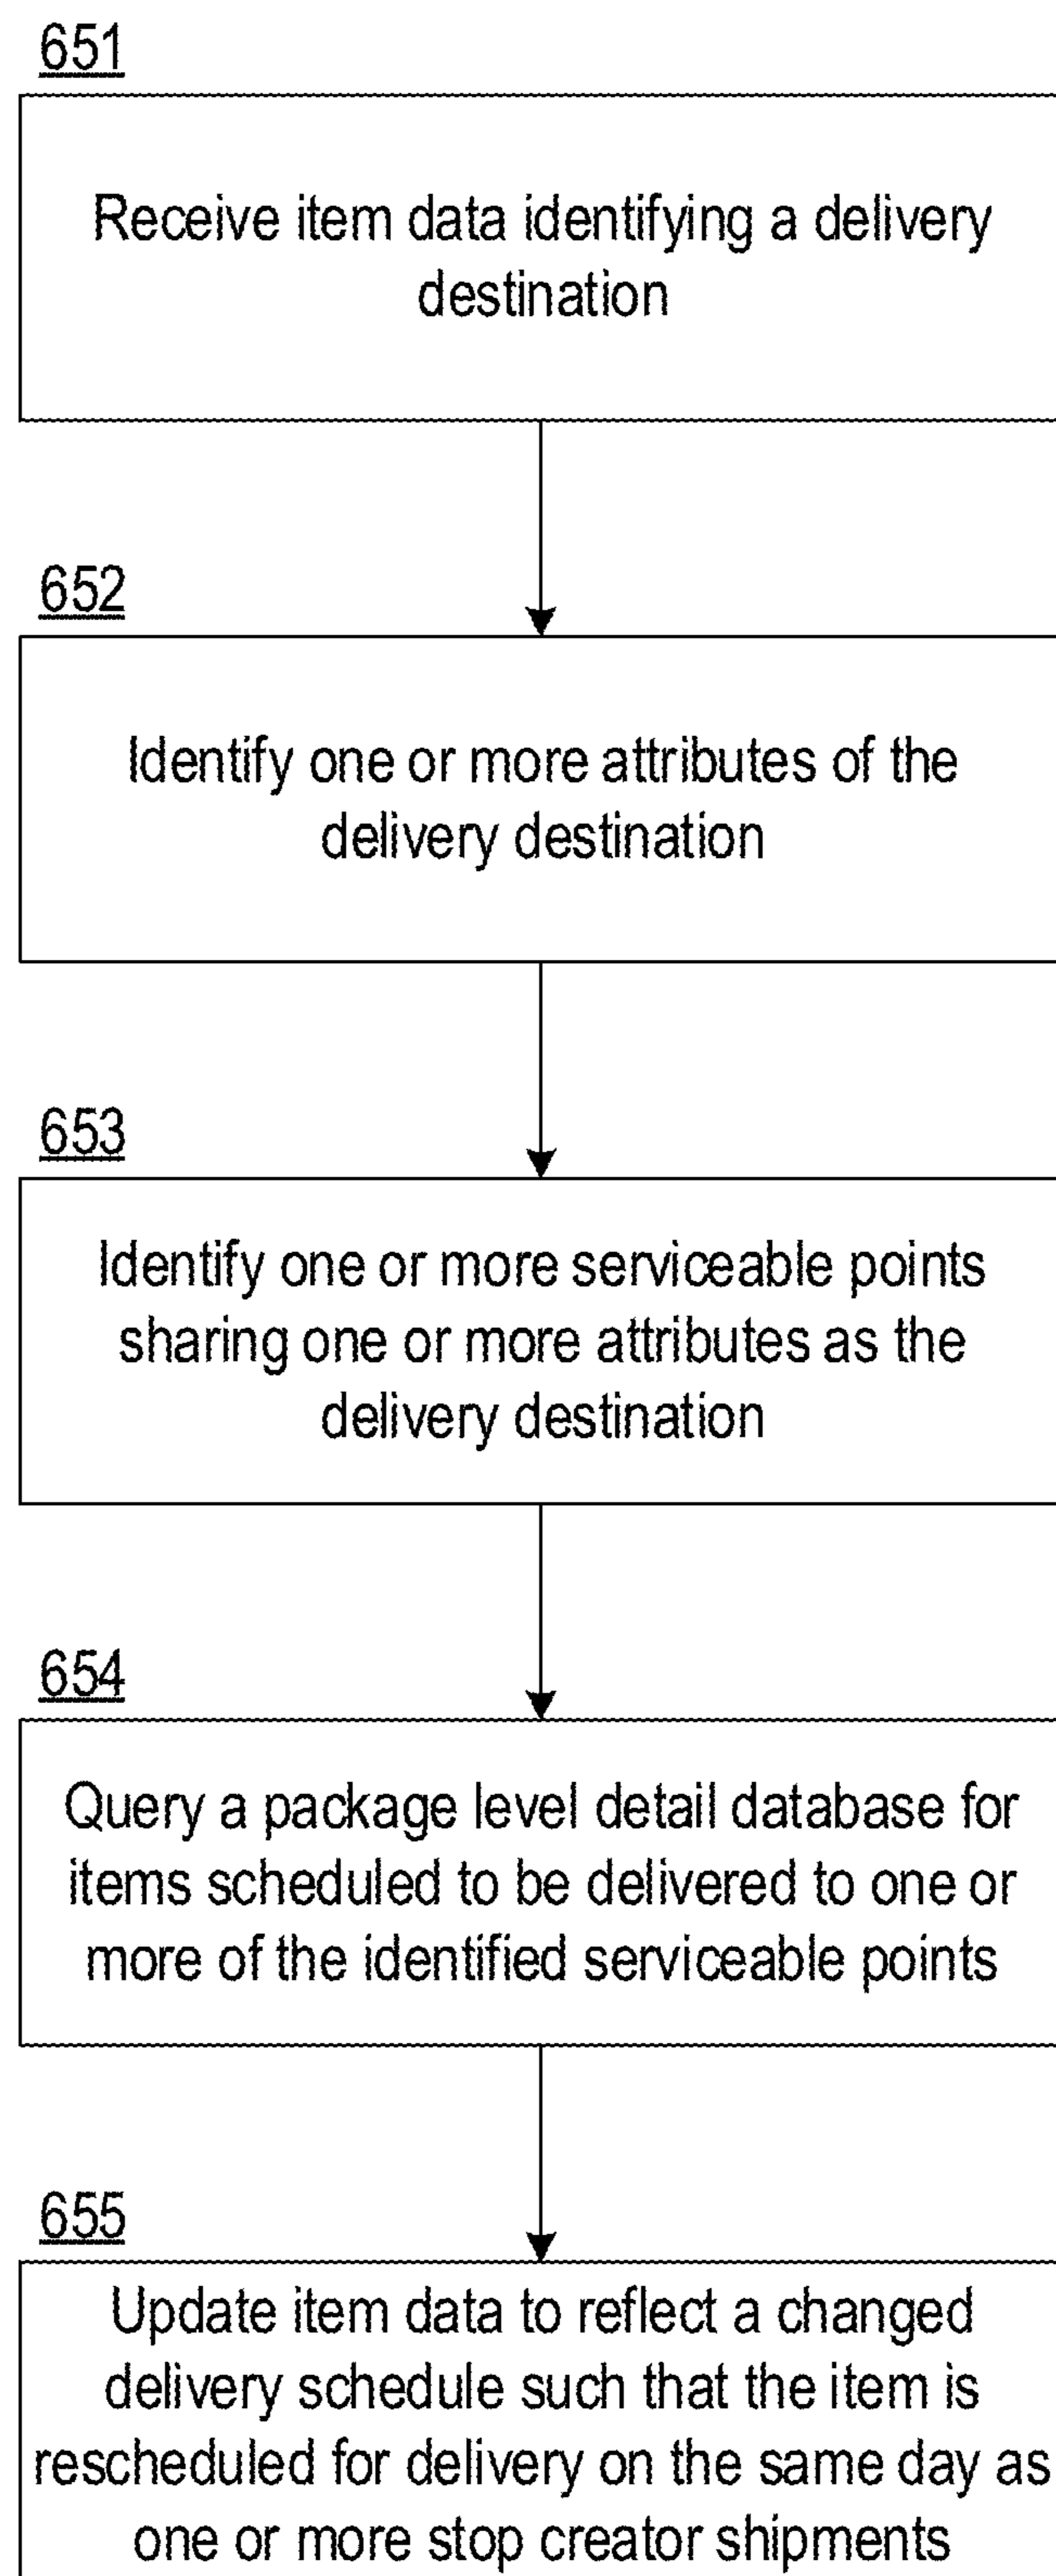 651
Receive item data identifying a delivery
destination
652
Identify one or more attributes of the
delivery destination
653
Identify one or more serviceable points
sharing one or more attributes as the
delivery destination
654
Query a package level detail database for
items scheduled to be delivered to one or
more of the identified serviceable points
655
Update item data to reflect a changed
delivery schedule such that the item is
rescheduled for delivery on the same day as
one or more stop creator shipments